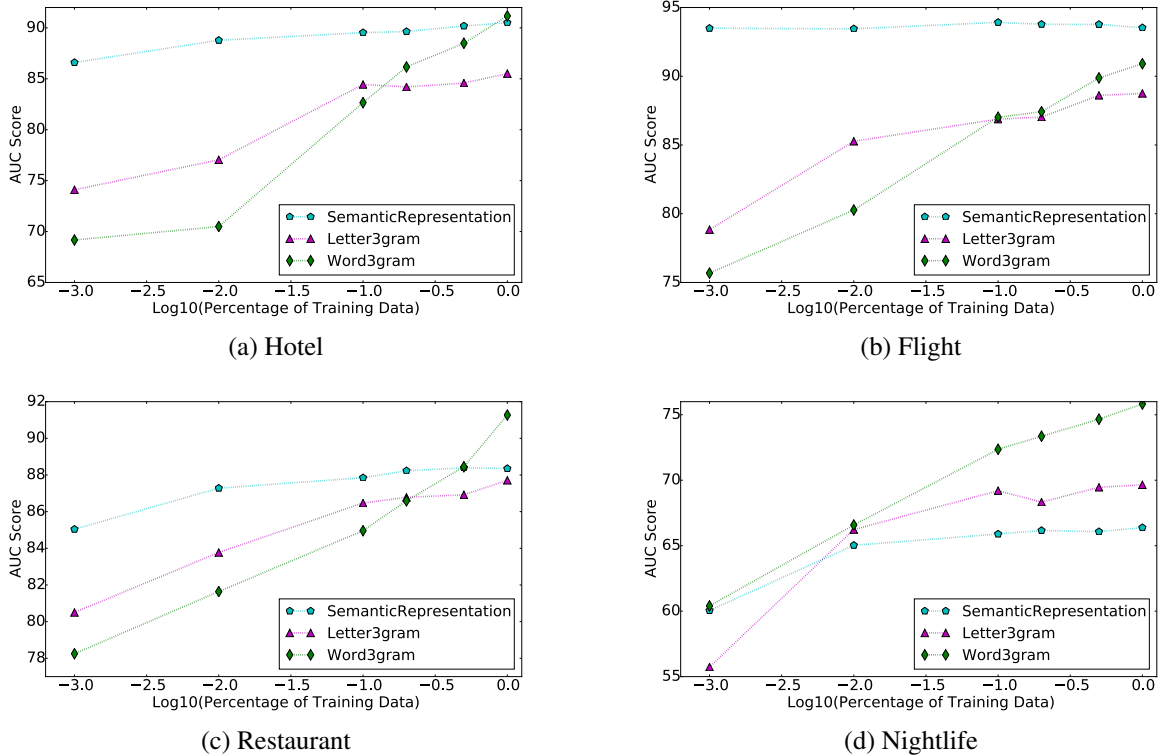 90
85
80
75
70
65
AUC Score
SemanticRepresentation
Letter3gram
Word3gram
−3.0 −2.5 −2.0 −1.5 −1.0 −0.5 0.0
Log10(Percentage of Training Data)
(a) Hotel
95
90
85
80
75
AUC Score
SemanticRepresentation
Letter3gram
Word3gram
−3.0 −2.5 −2.0 −1.5 −1.0 −0.5 0.0
Log10(Percentage of Training Data)
(b) Flight
92
90
88
86
84
82
80
78
AUC Score
SemanticRepresentation
Letter3gram
Word3gram
−3.0 −2.5 −2.0 −1.5 −1.0 −0.5 0.0
Log10(Percentage of Training Data)
(c) Restaurant
75
70
65
60
55
AUC Score
SemanticRepresentation
Letter3gram
Word3gram
−3.0 −2.5 −2.0 −1.5 −1.0 −0.5 0.0
Log10(Percentage of Training Data)
(d) Nightlife